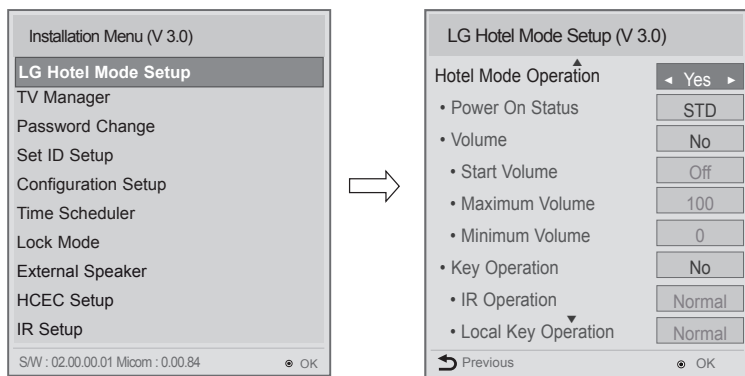 Installation Menu (V 3.0)
LG Hotel Mode Setup
TV Manager
Password Change
Set ID Setup
Configuration Setup
Time Scheduler
Lock Mode
External Speaker
HCEC Setup
IR Setup
S/W : 02.00.00.01 Micom : 0.00.84 ◉ OK
LG Hotel Mode Setup (V 3.0)
Hotel Mode Operation ◄ Yes ►
• Power On Status STD
• Volume No
• Start Volume Off
• Maximum Volume 100
• Minimum Volume 0
• Key Operation No
• IR Operation Normal
• Local Key Operation Normal
Previous ◉ OK